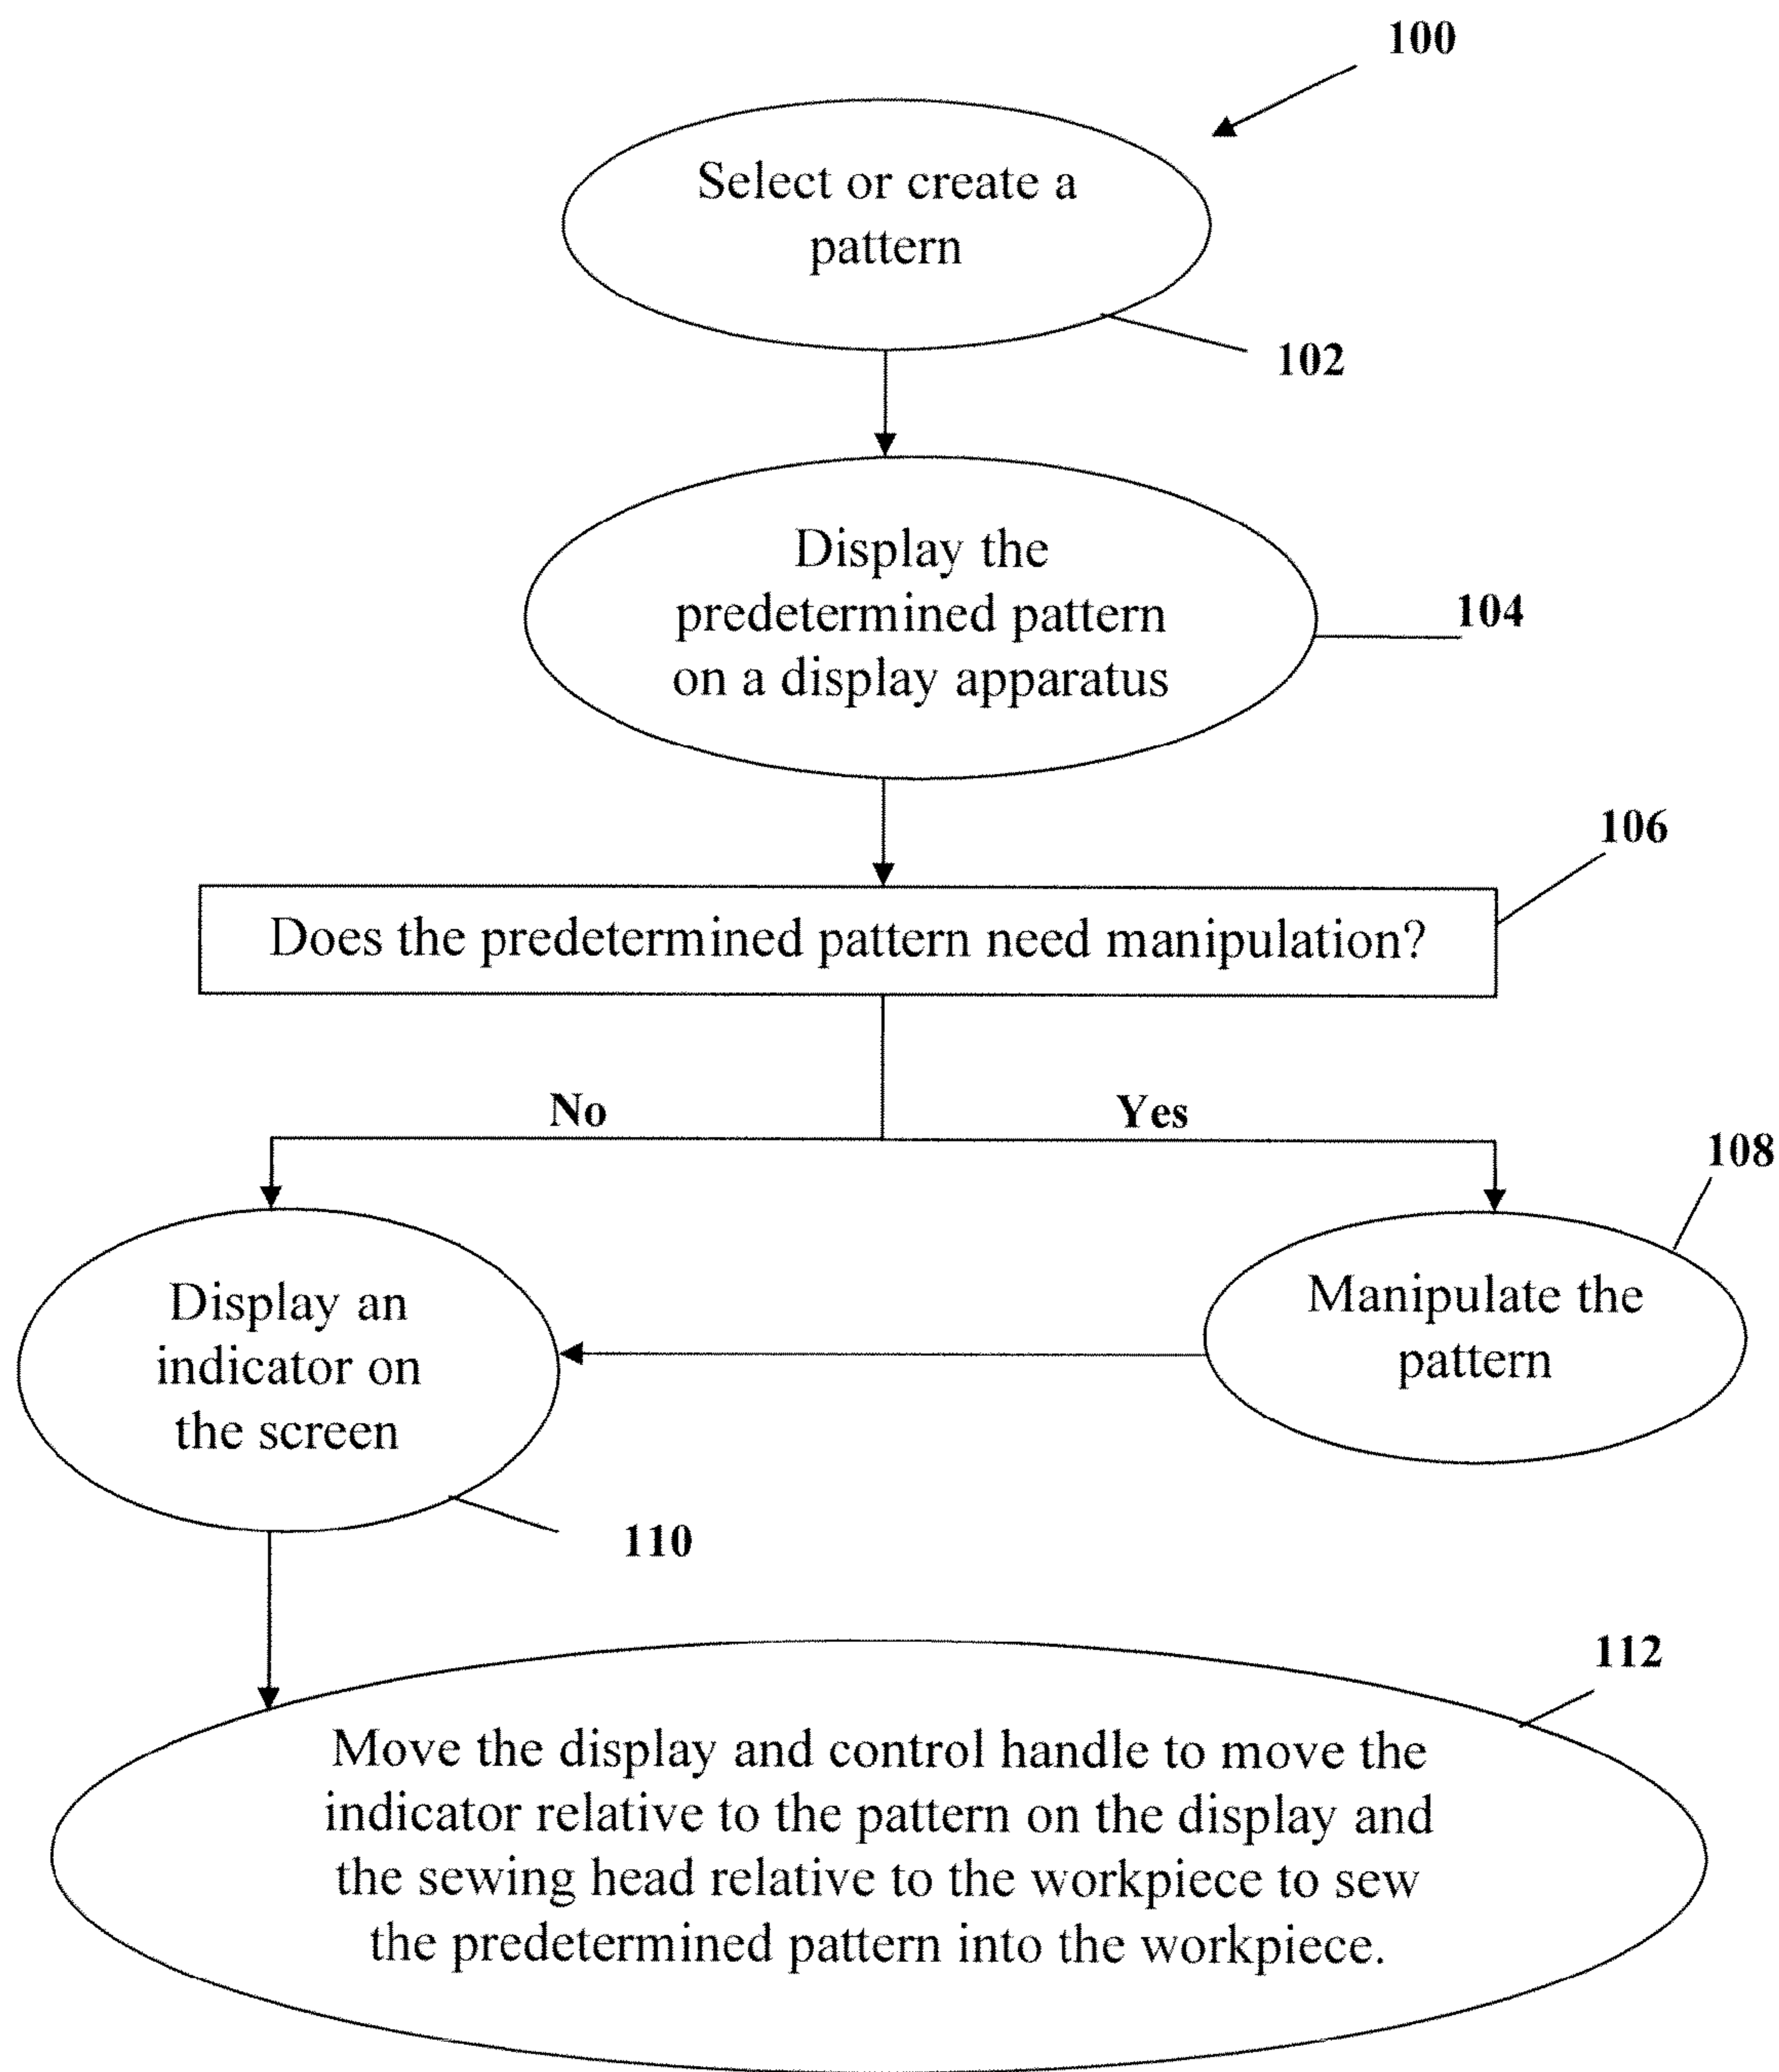 100
Select or create a
pattern
102
Display the
predetermined pattern
on a display apparatus
104
106
Does the predetermined pattern need manipulation?
No
Yes
108
Display an
indicator on
the screen
Manipulate the
pattern
110
112
Move the display and control handle to move the
indicator relative to the pattern on the display and
the sewing head relative to the workpiece to sew
the predetermined pattern into the workpiece.